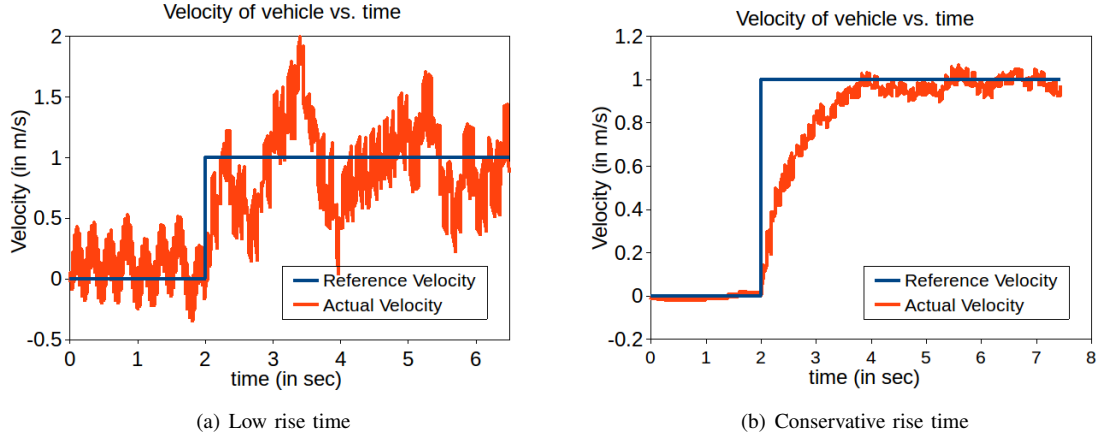 Velocity of vehicle vs. time
2
1.5
1
0.5
0
-0.5
Velocity (in m/s)
0 1 2 3 4 5 6
time (in sec)
Reference Velocity
Actual Velocity
(a) Low rise time
Velocity of vehicle vs. time
1.2
1
0.8
0.6
0.4
0.2
0
-0.2
Velocity (in m/s)
0 1 2 3 4 5 6 7 8
time (in sec)
Reference Velocity
Actual Velocity
(b) Conservative rise time